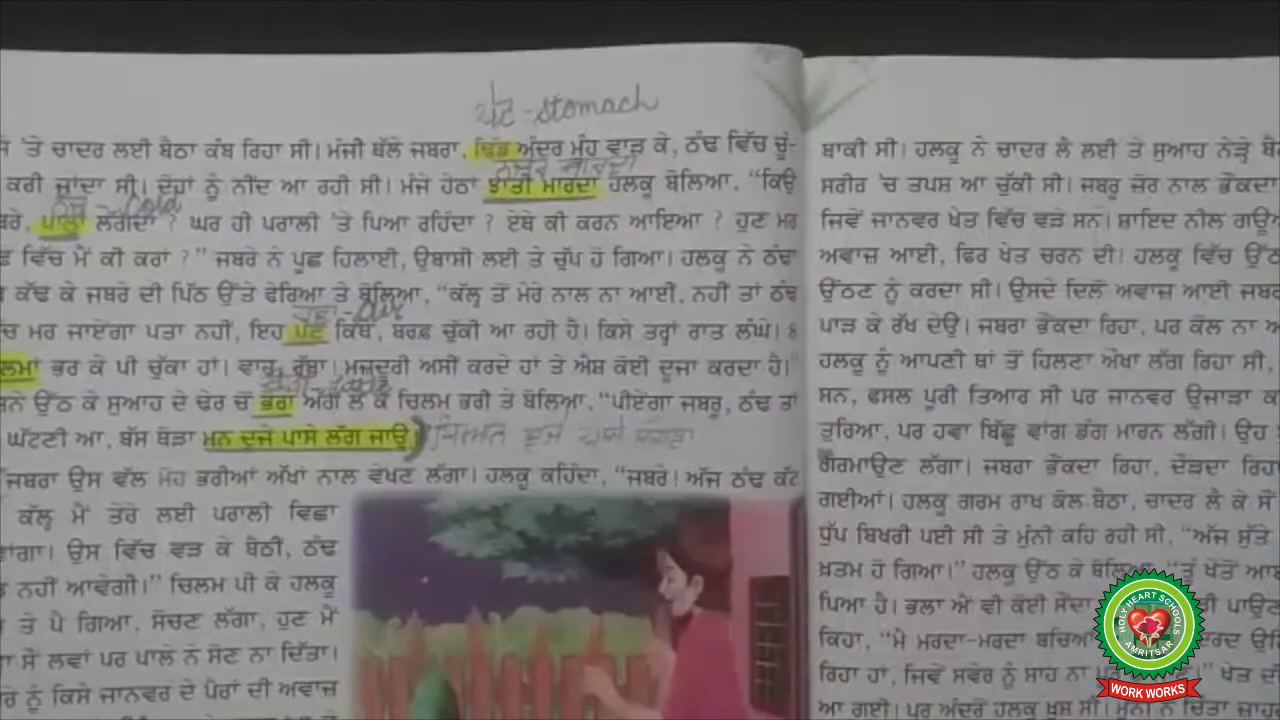 ਪੇਟ - stomach
'ਤੇ ਚਾਦਰ ਲਈ ਬੈਠਾ ਕੰਬ ਰਿਹਾ ਸੀ। ਮੰਜੀ ਥੱਲੇ ਜਬਰਾ, ਢਿੱਡ ਅੰਦਰ ਮੂੰਹ ਵਾੜ ਕੇ, ਠੰਢ ਵਿੱਚ ਚੂੰ-
ਕਰੀ ਜਾਂਦਾ ਸੀ। ਦੋਹਾਂ ਨੂੰ ਨੀਂਦ ਆ ਰਹੀ ਸੀ। ਮੰਜੇ ਹੇਠਾਂ ਝਾਤੀ ਮਾਰਦਾ ਹਲਕੂ ਬੋਲਿਆ, "ਕਿਉਂ
ਪਾਲਾ ਲੱਗਦਾ ? ਘਰ ਹੀ ਪਰਾਲੀ 'ਤੇ ਪਿਆ ਰਹਿੰਦਾ ? ਏਥੇ ਕੀ ਕਰਨ ਆਇਆ ? ਹੁਣ ਮਰ
ਵਿੱਚ ਮੈਂ ਕੀ ਕਰਾਂ ?" ਜਬਰੇ ਨੇ ਪੂਛ ਹਿਲਾਈ, ਉਬਾਸੀ ਲਈ ਤੇ ਚੁੱਪ ਹੋ ਗਿਆ। ਹਲਕੂ ਨੇ ਠੰਢਾ
ਕੱਢ ਕੇ ਜਬਰੇ ਦੀ ਪਿੱਠ ਉੱਤੇ ਫੇਰਿਆ ਤੇ ਬੋਲਿਆ, "ਕੱਲ੍ਹ ਤੋਂ ਮੇਰੇ ਨਾਲ ਨਾ ਆਈਂ, ਨਹੀਂ ਤਾਂ ਠੰਢ
ਹਵਾ - Air
ਮਰ ਜਾਏਂਗਾ ਪਤਾ ਨਹੀਂ, ਇਹ ਪੌਣ ਕਿੱਥੋਂ, ਬਰਫ਼ ਚੁੱਕੀ ਆ ਰਹੀ ਹੈ। ਕਿਸੇ ਤਰ੍ਹਾਂ ਰਾਤ ਲੰਘੇ। 8
ਭਰ ਕੇ ਪੀ ਚੁੱਕਾ ਹਾਂ। ਵਾਹ, ਰੱਬਾ! ਮਜ਼ਦੂਰੀ ਅਸੀਂ ਕਰਦੇ ਹਾਂ ਤੇ ਐਸ਼ ਕੋਈ ਦੂਜਾ ਕਰਦਾ ਹੈ।"
ਉੱਠ ਕੇ ਸੁਆਹ ਦੇ ਢੇਰ ਚੋਂ ਭੋਰਾ ਅੱਗ ਲੈ ਕੇ ਚਿਲਮ ਭਰੀ ਤੇ ਬੋਲਿਆ, "ਪੀਏਂਗਾ ਜਬਰੂ, ਠੰਢ ਤਾਂ
ਘੱਟਣੀ ਆ, ਬੱਸ ਥੋੜਾ ਮਨ ਦੂਜੇ ਪਾਸੇ ਲੱਗ ਜਾਊ
ਜਬਰਾ ਉਸ ਵੱਲ ਮੋਹ ਭਰੀਆਂ ਅੱਖਾਂ ਨਾਲ ਵੇਖਣ ਲੱਗਾ। ਹਲਕੂ ਕਹਿੰਦਾ, "ਜਬਰੇ! ਅੱਜ ਠੰਢ ਕੱਟ
ਕੱਲ੍ਹ ਮੈਂ ਤੇਰੇ ਲਈ ਪਰਾਲੀ ਵਿਛਾ
ਉਸ ਵਿੱਚ ਵੜ ਕੇ ਬੈਠੀਂ, ਠੰਢ
ਨਹੀਂ ਆਵੇਗੀ।" ਚਿਲਮ ਪੀ ਕੇ ਹਲਕੂ
ਤੇ ਪੈ ਗਿਆ, ਸੋਚਣ ਲੱਗਾ, ਹੁਣ ਮੈਂ
ਸੌਂ ਲਵਾਂ ਪਰ ਪਾਲੇ ਨੇ ਸੌਣ ਨਾ ਦਿੱਤਾ।
ਨੂੰ ਕਿਸੇ ਜਾਨਵਰ ਦੇ ਪੈਰਾਂ ਦੀ ਅਵਾਜ਼
ਬਾਕੀ ਸੀ। ਹਲਕੂ ਨੇ ਚਾਦਰ ਲੈ ਲਈ ਤੇ ਸੁਆਹ ਨੇੜੇ
ਸਰੀਰ 'ਚ ਤਪਸ਼ ਆ ਚੁੱਕੀ ਸੀ। ਜਬਰੂ ਜ਼ੋਰ ਨਾਲ ਭੌਂਕਦਾ
ਜਿਵੇਂ ਜਾਨਵਰ ਖੇਤ ਵਿੱਚ ਵੜੇ ਸਨ। ਸ਼ਾਇਦ ਨੀਲ
ਅਵਾਜ਼ ਆਈ, ਫਿਰ ਖੇਤ ਚਰਨ ਦੀ। ਹਲਕੂ ਵਿੱਚ
ਉੱਠਣ ਨੂੰ ਕਰਦਾ ਸੀ। ਉਸਦੇ ਦਿਲੋਂ ਅਵਾਜ਼ ਆਈ
ਪਾੜ ਕੇ ਰੱਖ ਦੇਊ। ਜਬਰਾ ਭੌਂਕਦਾ ਰਿਹਾ, ਪਰ ਕੋਲ ਨਾ
ਹਲਕੂ ਨੂੰ ਆਪਣੀ ਥਾਂ ਤੋਂ ਹਿਲਣਾ ਔਖਾ ਲੱਗ ਰਿਹਾ ਸੀ,
ਸਨ, ਫਸਲ ਪੂਰੀ ਤਿਆਰ ਸੀ ਪਰ ਜਾਨਵਰ ਉਜਾੜਾ
ਤੁਰਿਆ, ਪਰ ਹਵਾ ਬਿੱਛੂ ਵਾਂਗ ਡੰਗ ਮਾਰਨ ਲੱਗੀ। ਉਹ
ਗਰਮਾਉਣ ਲੱਗਾ। ਜਬਰਾ ਭੌਂਕਦਾ ਰਿਹਾ, ਦੌੜਦਾ ਰਿਹਾ
ਗਈਆਂ। ਹਲਕੂ ਗਰਮ ਰਾਖ ਕੋਲ ਬੈਠਾ, ਚਾਦਰ ਲੈ ਕੇ ਸੌਂ
ਧੁੱਪ ਬਿਖਰੀ ਪਈ ਸੀ ਤੇ ਮੁੰਨੀ ਕਹਿ ਰਹੀ ਸੀ, "ਅੱਜ ਸੁੱਤੇ
ਖ਼ਤਮ ਹੋ ਗਿਆ।" ਹਲਕੂ ਉੱਠ ਕੇ ਬੋਲਿਆ, "ਤੂੰ ਖੇਤੋਂ
ਪਿਆ ਹੈ। ਭਲਾ ਐ ਵੀ ਕੋਈ ਸੌਂਦਾ
ਕਿਹਾ, "ਮੈਂ ਮਰਦਾ-ਮਰਦਾ ਬਚਿਆ
ਰਿਹਾ ਹਾਂ, ਜਿਵੇਂ ਸਵੇਰ ਨੂੰ ਸਾਹ ਨਾ
ਆ ਗਈ। ਪਰ ਅੰਦਰੋਂ ਹਲਕੂ ਖੁਸ਼ ਸੀ। ਮੁੰਨੀ ਨੇ ਚਿੰਤਾ
HOLY HEART SCHOOLS
AMRITSAR
WORK WORKS